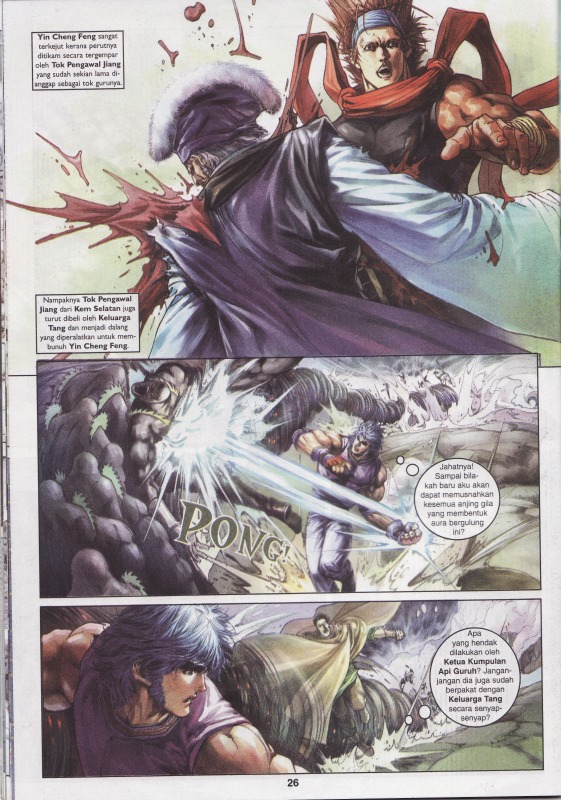 Yin Cheng Feng sangat
terkejut kerana perutnya
ditikam secara tergempar
oleh Tok Pengawal Jiang
yang sudah sekian lama di-
anggap sebagai tok gurunya.
Nampaknya Tok Pengawal
Jiang dari Kem Selatan juga
turut dibeli oleh Keluarga
Tang dan menjadi dalang
yang diperalatkan untuk mem-
bunuh Yin Cheng Feng.
Jahatnya!
Sampai bila-
kah baru aku akan
dapat memusnahkan
kesemua anjing gila
yang membentuk
aura bergulung
ini?
PONG!
Apa
yang hendak
dilakukan oleh
Ketua Kumpulan
Api Guruh? Jangan-
jangan dia juga sudah
berpakat dengan
Keluarga Tang
secara senyap-
senyap?
26